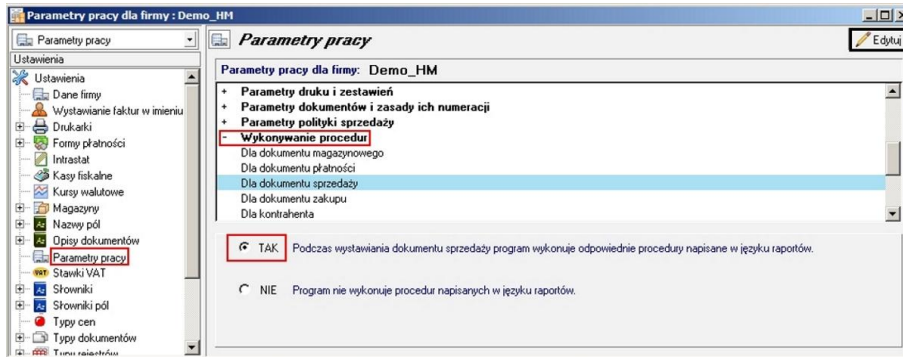 Parametry pracy dla firmy : Demo_HM
Parametry pracy
Ustawienia
Ustawienia
Dane firmy
Wystawianie faktur w imieniu
Drukarki
Formy płatności
Intrastat
Kasy fiskalne
Kursy walutowe
Magazyny
Nazwy pól
Opisy dokumentów
Parametry pracy
Stawki VAT
Słowniki
Słowniki pól
Typy cen
Typy dokumentów
Typy rejestrów
Parametry pracy
Edytuj
Parametry pracy dla firmy: Demo_HM
+ Parametry druku i zestawień
+ Parametry dokumentów i zasady ich numeracji
+ Parametry polityki sprzedaży
- Wykonywanie procedur
Dla dokumentu magazynowego
Dla dokumentu płatności
Dla dokumentu sprzedaży
Dla dokumentu zakupu
Dla kontrahenta
TAK Podczas wystawiania dokumentu sprzedaży program wykonuje odpowiednie procedury napisane w języku raportów.
NIE Program nie wykonuje procedur napisanych w języku raportów.